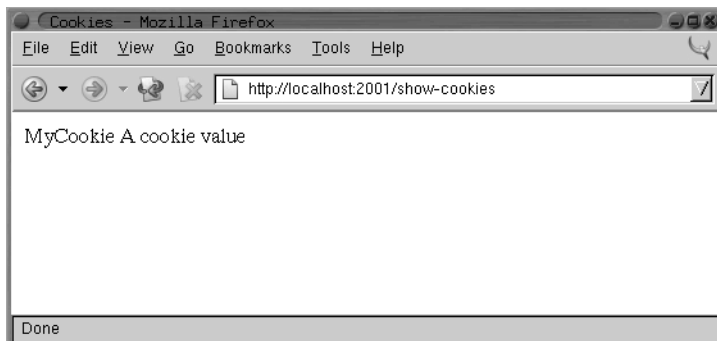 Cookies - Mozilla Firefox
File Edit View Go Bookmarks Tools Help
http://localhost:2001/show-cookies
MyCookie A cookie value
Done